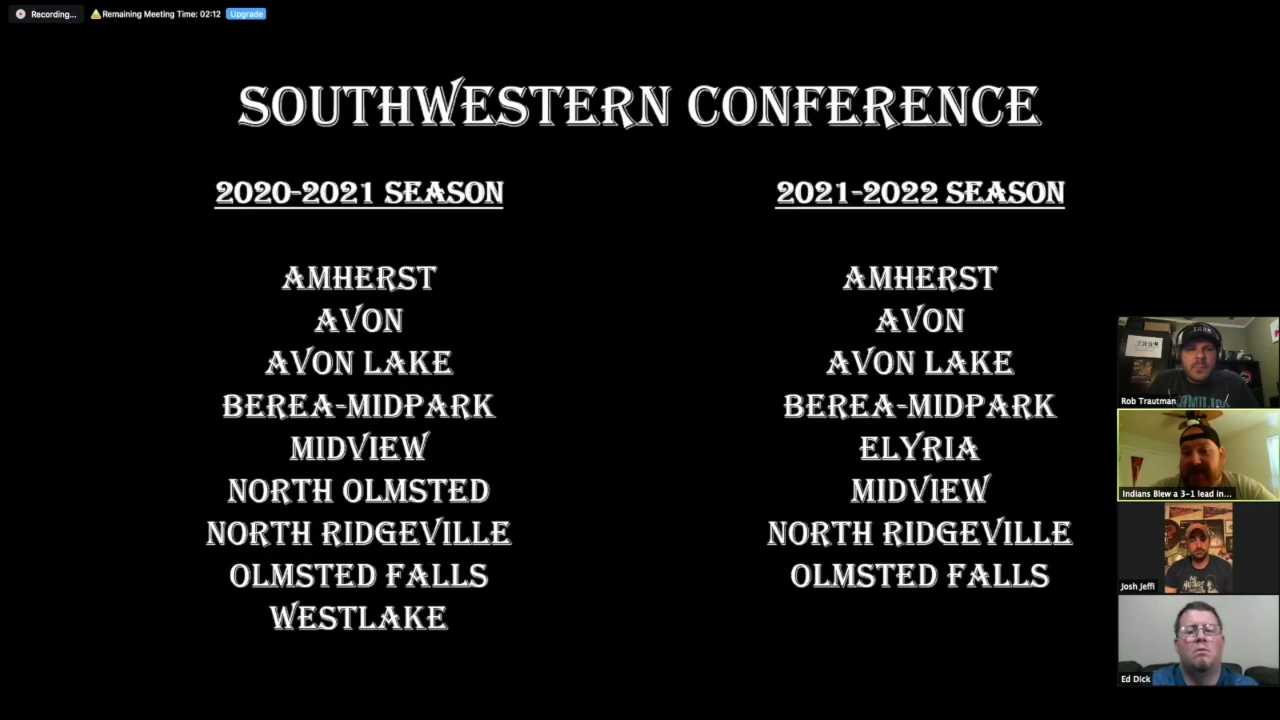 Recording...
Remaining Meeting Time: 02:12 Upgrade
SOUTHWESTERN CONFERENCE
2020-2021 SEASON
AMHERST
AVON
AVON LAKE
BEREA-MIDPARK
MIDVIEW
NORTH OLMSTED
NORTH RIDGEVILLE
OLMSTED FALLS
WESTLAKE
2021-2022 SEASON
AMHERST
AVON
AVON LAKE
BEREA-MIDPARK
ELYRIA
MIDVIEW
NORTH RIDGEVILLE
OLMSTED FALLS
Rob Trautman
Indians Blew a 3-1 lead in...
Josh Jeffi
Ed Dick